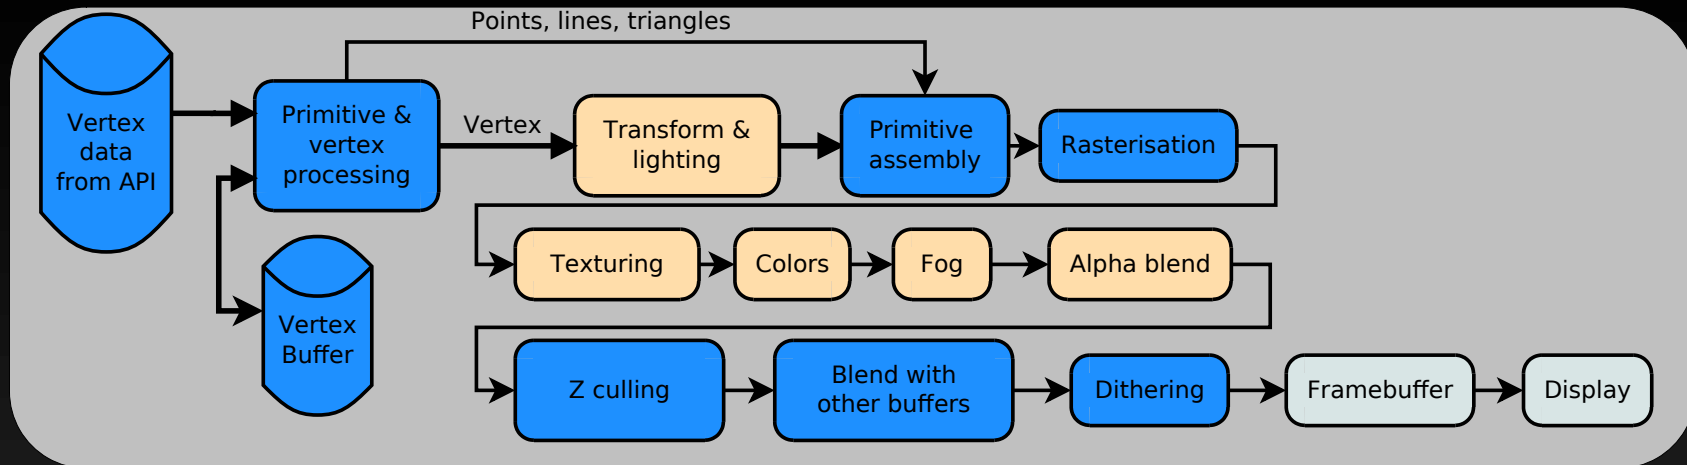 Points, lines, triangles
Vertex
data
from API
Primitive &
vertex
processing
Vertex
Transform &
lighting
Primitive
assembly
Rasterisation
Texturing
Colors
Fog
Alpha blend
Vertex
Buffer
Z culling
Blend with
other buffers
Dithering
Framebuffer
Display